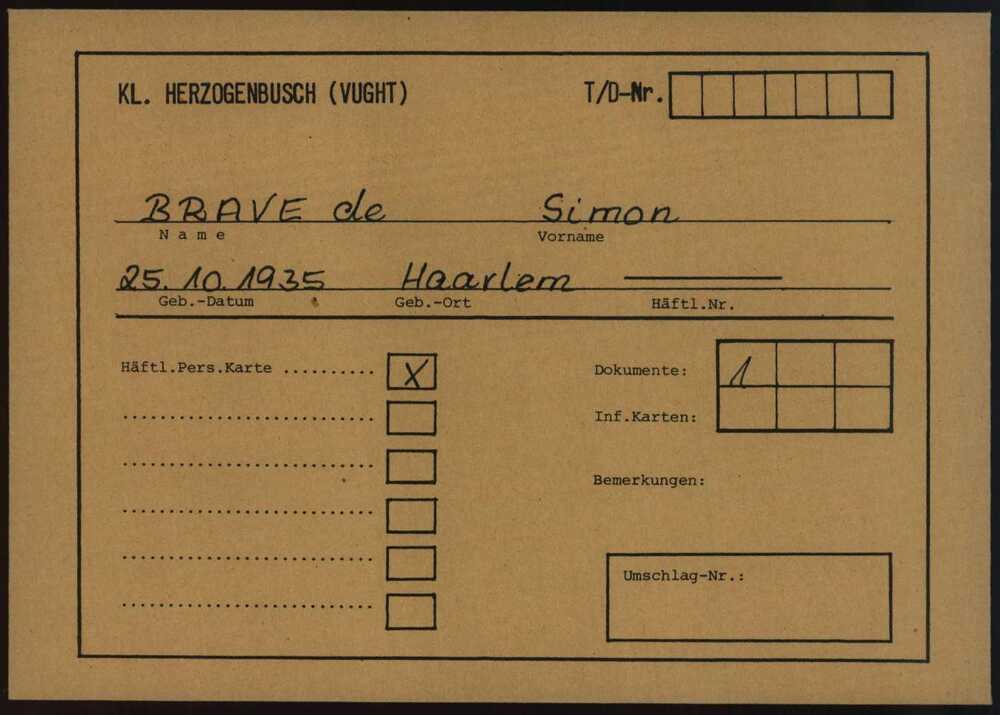 KL. HERZOGENBUSCH (VUGHT) T/D-Nr.
BRAVE de Simon
Name Vorname
25.10.1935 Haarlem
Geb.-Datum Geb.-Ort Häftl.Nr.
Häftl.Pers.Karte .......... X Dokumente: 1
Inf.Karten:
Bemerkungen:
Umschlag-Nr.: